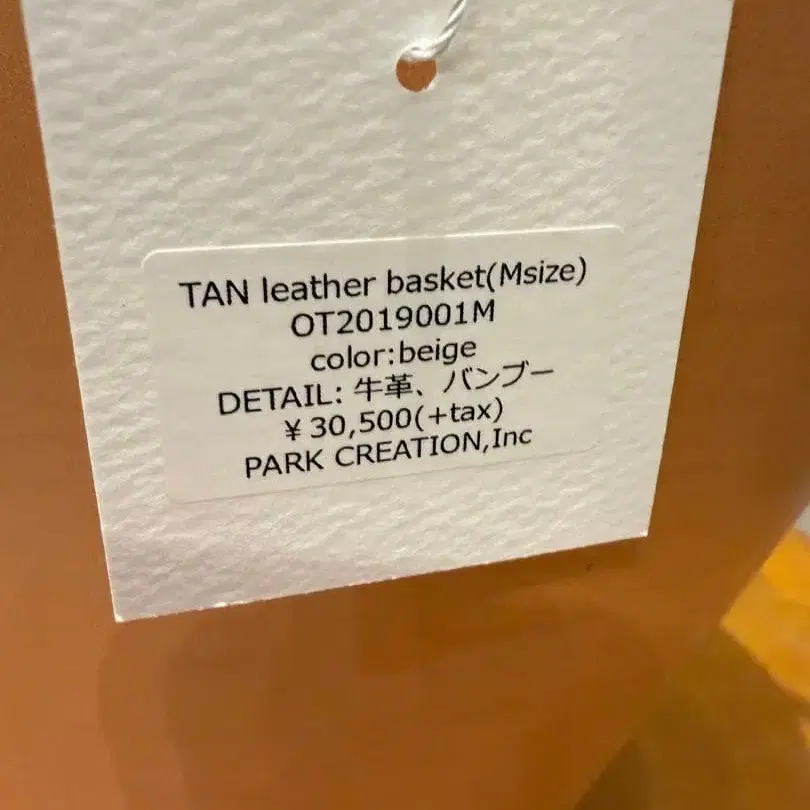 TAN leather basket(Msize)
OT2019001M
color:beige
DETAIL: 牛革、バンブー
¥30,500(+tax)
PARK CREATION,Inc